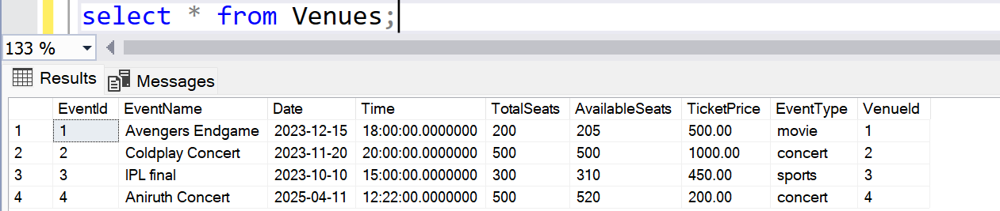 select * from Venues;
133 %
Results Messages
EventId EventName Date Time TotalSeats AvailableSeats TicketPrice EventType VenueId
1 1 Avengers Endgame 2023-12-15 18:00:00.0000000 200 205 500.00 movie 1
2 2 Coldplay Concert 2023-11-20 20:00:00.0000000 500 500 1000.00 concert 2
3 3 IPL final 2023-10-10 15:00:00.0000000 300 310 450.00 sports 3
4 4 Aniruth Concert 2025-04-11 12:22:00.0000000 500 520 200.00 concert 4